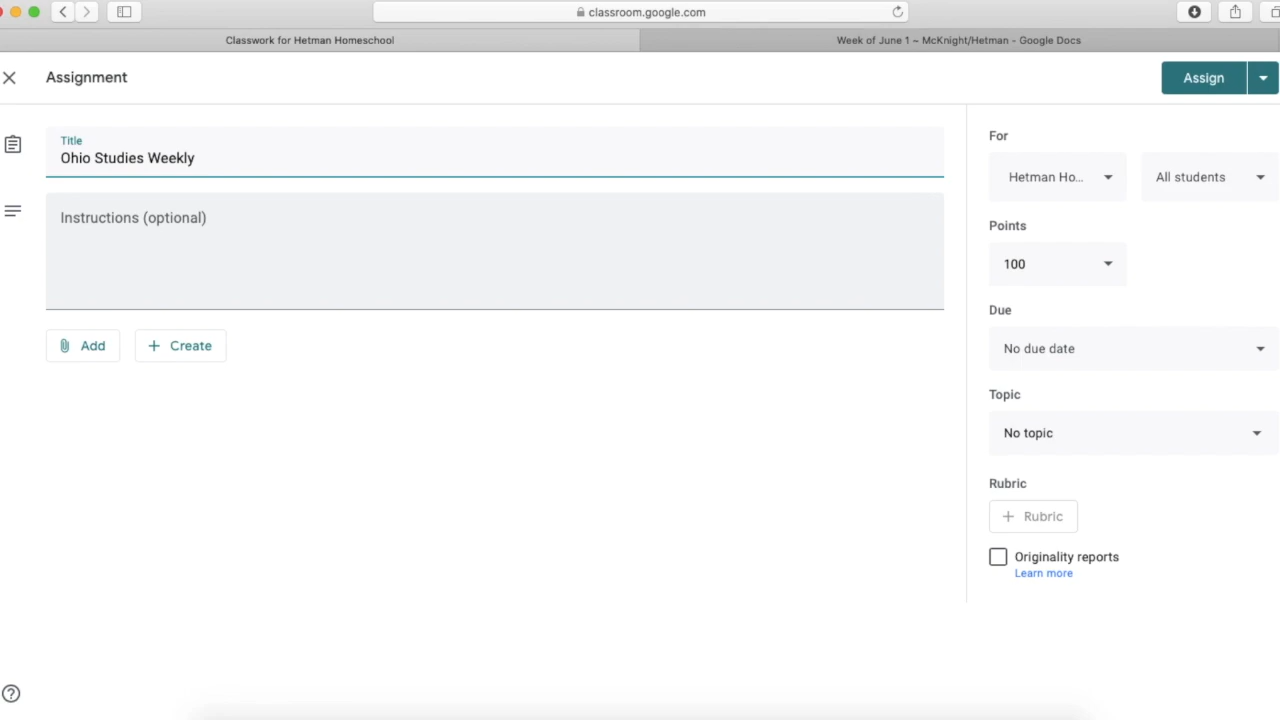 classroom.google.com
Classwork for Hetman Homeschool
Week of June 1 ~ McKnight/Hetman - Google Docs
Assignment
Assign
Title
Ohio Studies Weekly
Instructions (optional)
Add
Create
For
Hetman Ho...
All students
Points
100
Due
No due date
Topic
No topic
Rubric
Rubric
Originality reports
Learn more